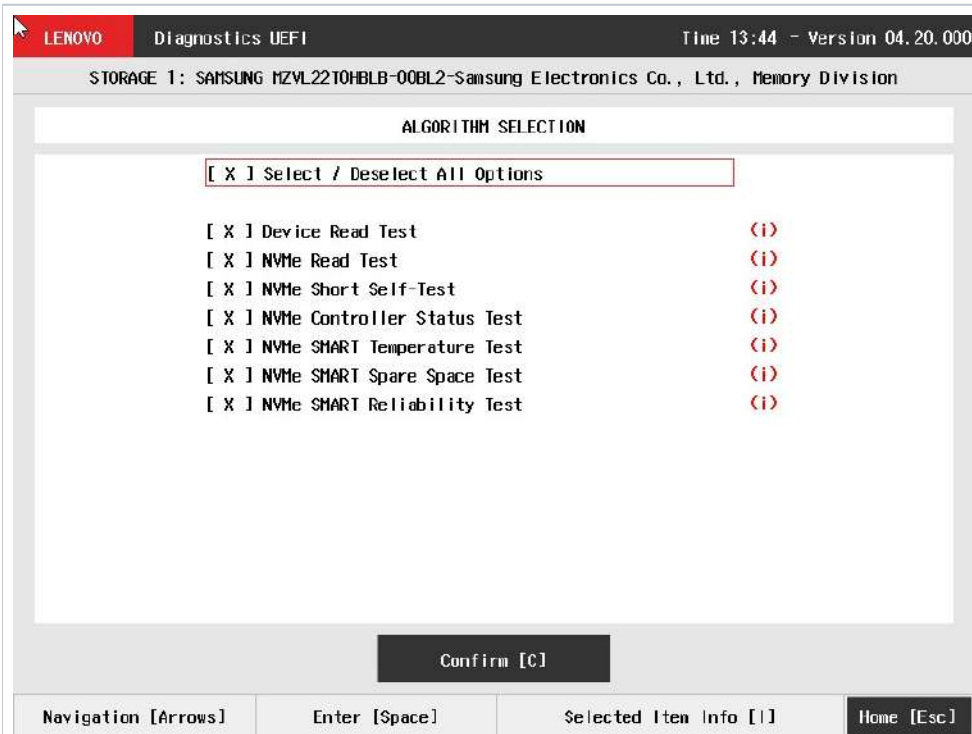 LENOVO Diagnostics UEFI Time 13:44 - Version 04.20.000
STORAGE 1: SAMSUNG MZVL22T0HBLB-00BL2-Samsung Electronics Co., Ltd., Memory Division
ALGORITHM SELECTION
[ X ] Select / Deselect All Options
[ X ] Device Read Test (i)
[ X ] NVMe Read Test (i)
[ X ] NVMe Short Self-Test (i)
[ X ] NVMe Controller Status Test (i)
[ X ] NVMe SMART Temperature Test (i)
[ X ] NVMe SMART Spare Space Test (i)
[ X ] NVMe SMART Reliability Test (i)
Confirm [C]
Navigation [Arrows] Enter [Space] Selected Item Info [I] Home [Esc]